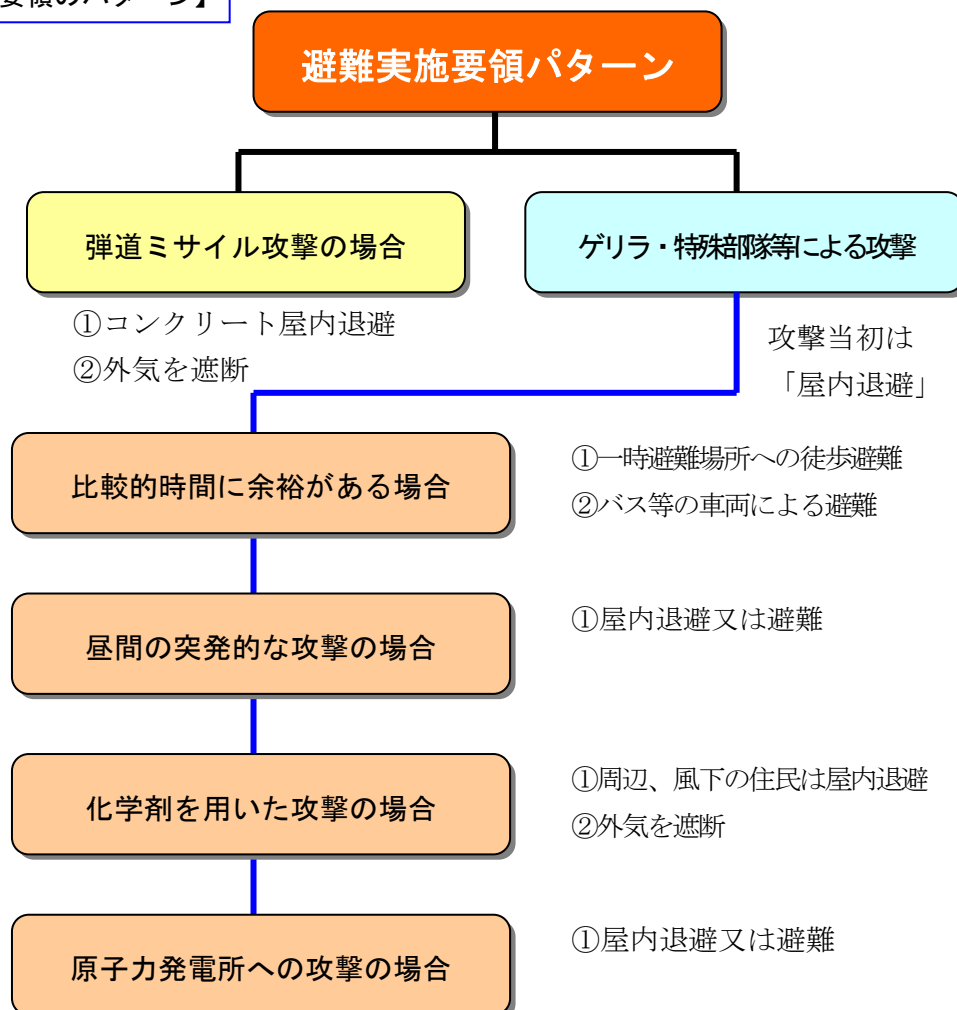 要領のパターン】
避難実施要領パターン
弾道ミサイル攻撃の場合
ゲリラ・特殊部隊等による攻撃
①コンクリート屋内退避
②外気を遮断
攻撃当初は
「屋内退避」
比較的時間に余裕がある場合
①一時避難場所への徒歩避難
②バス等の車両による避難
昼間の突発的な攻撃の場合
①屋内退避又は避難
化学剤を用いた攻撃の場合
①周辺、風下の住民は屋内退避
②外気を遮断
原子力発電所への攻撃の場合
①屋内退避又は避難